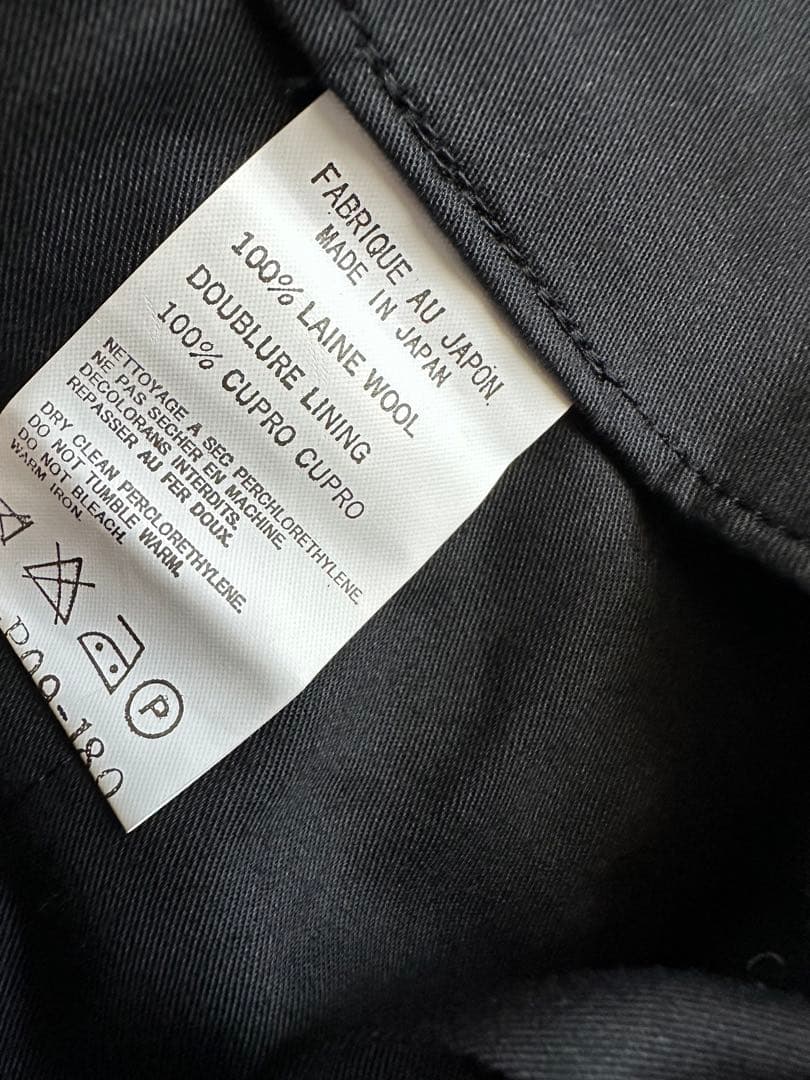 FABRIQUE AU JAPON.
MADE IN JAPAN
100% LAINE WOOL
DOUBLURE LINING
100% CUPRO CUPRO
NETTOYAGE A SEC PERCHLORETHYLENE.
NE PAS SECHER EN MACHINE.
DECOLORANS INTERDITS.
REPASSER AU FER DOUX.
DRY CLEAN PERCLORETHYLENE.
DO NOT TUMBLE WARM.
DO NOT BLEACH.
WARM IRON.
P